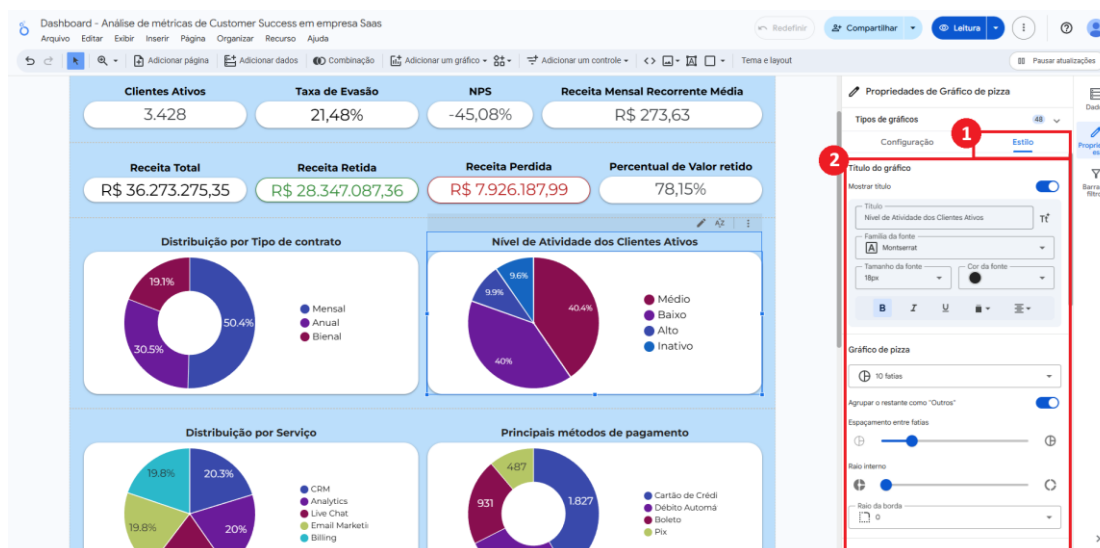 Dashboard - Análise de métricas de Customer Success em empresa Saas
Arquivo Editar Exibir Inserir Página Organizar Recurso Ajuda
Redefinir
Compartilhar
Leitura
Adicionar página
Adicionar dados
Combinação
Adicionar um gráfico
Adicionar um controle
Tema e layout
Pausar atualizações
Clientes Ativos
3.428
Taxa de Evasão
21,48%
NPS
-45,08%
Receita Mensal Recorrente Média
R$ 273,63
Receita Total
R$ 36.273.275,35
Receita Retida
R$ 28.347.087,36
Receita Perdida
R$ 7.926.187,99
Percentual de Valor retido
78,15%
Distribuição por Tipo de contrato
19.1%
50.4%
30.5%
Mensal
Anual
Bienal
Nível de Atividade dos Clientes Ativos
9.6%
9.9%
40.4%
40%
Médio
Baixo
Alto
Inativo
Distribuição por Serviço
19.8%
20.3%
19.8%
20%
CRM
Analytics
Live Chat
Email Marketi
Billing
Principais métodos de pagamento
487
931
1.827
Cartão de Crédi
Débito Automá
Boleto
Pix
Propriedades de Gráfico de pizza
Tipos de gráficos
48
1
Configuração
Estilo
2
Título do gráfico
Mostrar título
Título
Nível de Atividade dos Clientes Ativos
Família da fonte
Montserrat
Tamanho da fonte
18px
Cor da fonte
B I U
Gráfico de pizza
10 fatias
Agrupar o restante como "Outros"
Espaçamento entre fatias
Raio interno
Raio da borda
0